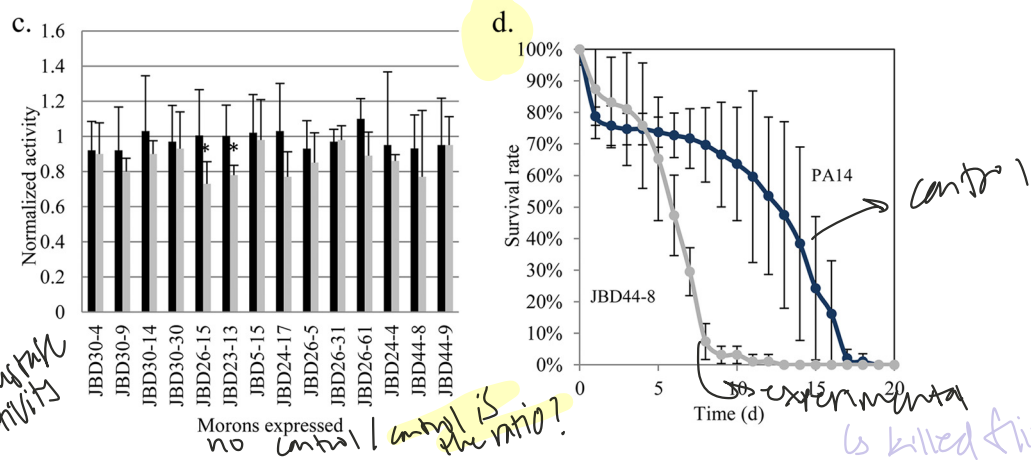 c.
1.6
1.4
1.2
1
0.8
0.6
0.4
0.2
0
Normalized activity
* *
JBD30-4
JBD30-9
JBD30-14
JBD30-30
JBD26-15
JBD23-13
JBD5-15
JBD24-17
JBD26-5
JBD26-31
JBD26-61
JBD24-4
JBD44-8
JBD44-9
Morons expressed
no control / control is
the ratio?
d.
100%
90%
80%
70%
60%
50%
40%
30%
20%
10%
0%
Survival rate
PA14
control
JBD44-8
0 5 10 15 20
experimental
Time (d)
is killed